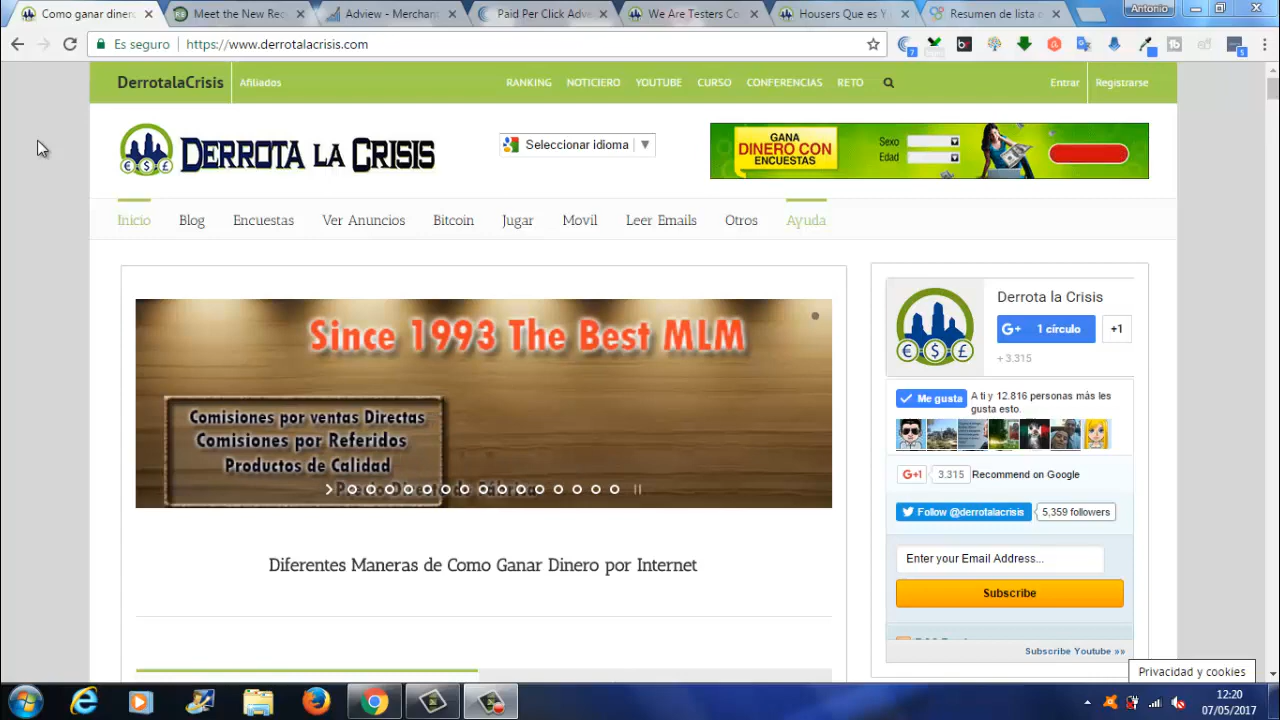 Como ganar dinero
Meet the New Re
Adview - Merchan
Paid Per Click Adv
We Are Testers Co
Housers Que es Y
Resumen de lista d
Antonio
Es seguro
https://www.derrotalacrisis.com
DerrotalaCrisis
Afiliados
RANKING
NOTICIERO
YOUTUBE
CURSO
CONFERENCIAS
RETO
Entrar
Registrarse
DERROTA LA CRISIS
Seleccionar idioma
GANA
DINERO CON
ENCUESTAS
Sexo
Edad
Inicio
Blog
Encuestas
Ver Anuncios
Bitcoin
Jugar
Movil
Leer Emails
Otros
Ayuda
Since 1993 The Best MLM
Comisiones por ventas Directas
Comisiones por Referidos
Productos de Calidad
Diferentes Maneras de Como Ganar Dinero por Internet
Derrota la Crisis
G+ 1 círculo
+1
+ 3.315
Me gusta
A ti y 12.816 personas más les
gusta esto.
G+1
3.315
Recommend on Google
Follow @derrotalacrisis
5,359 followers
Enter your Email Address...
Subscribe
Subscribe Youtube »»
Privacidad y cookies
12:20
07/05/2017